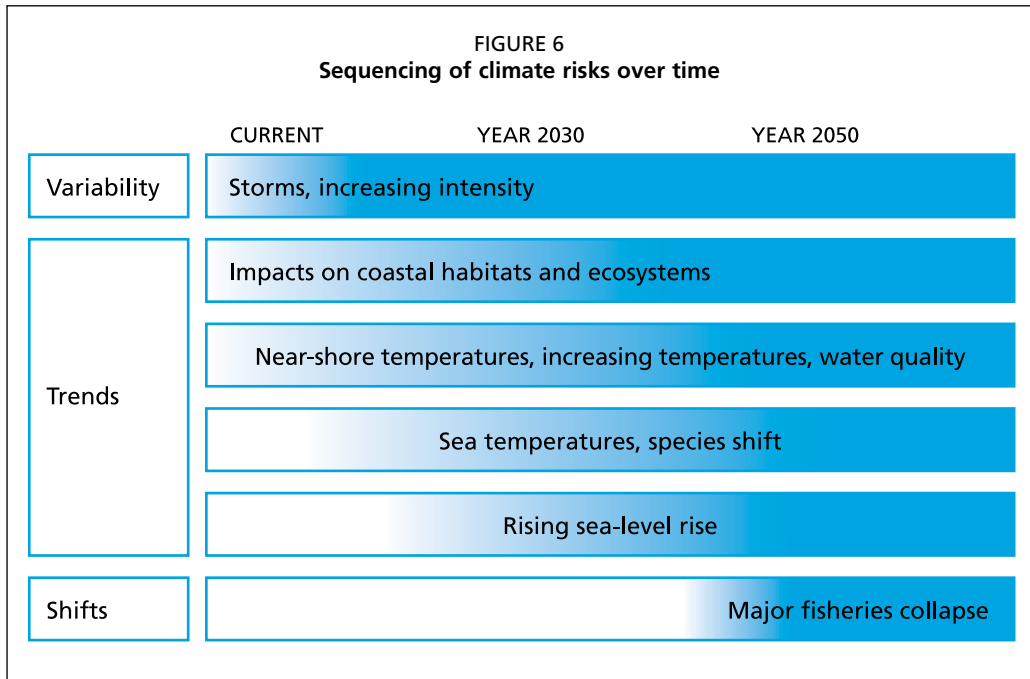 FIGURE 6
Sequencing of climate risks over time
CURRENT YEAR 2030 YEAR 2050
Variability Storms, increasing intensity
Impacts on coastal habitats and ecosystems
Near-shore temperatures, increasing temperatures, water quality
Trends
Sea temperatures, species shift
Rising sea-level rise
Shifts Major fisheries collapse